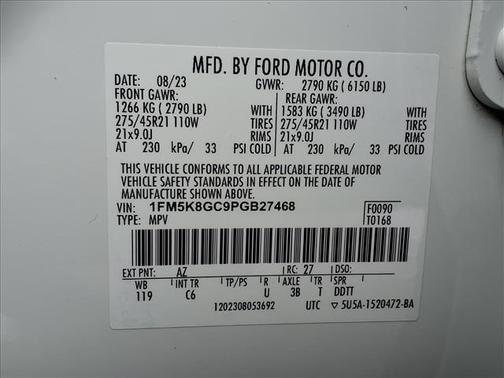 MFD. BY FORD MOTOR CO.
DATE: 08/23 GVWR: 2790 KG ( 6150 LB)
FRONT GAWR: REAR GAWR:
1266 KG ( 2790 LB) WITH 1583 KG ( 3490 LB) WITH
275/45R21 110W TIRES 275/45R21 110W TIRES
21x9.0J RIMS 21x9.0J RIMS
AT 230 kPa/ 33 PSI COLD AT 230 kPa/ 33 PSI COLD
THIS VEHICLE CONFORMS TO ALL APPLICABLE FEDERAL MOTOR
VEHICLE SAFETY AND THEFT PREVENTION STANDARDS IN EFFECT
ON THE DATE OF MANUFACTURE SHOWN ABOVE.
VIN: 1FM5K8GC9PGB27468 F0090
TYPE: MPV T0168
EXT PNT: AZ RC: 27 DSO:
WB INT TR TP/PS R AXLE TR SPR
119 C6 U 3B T DDTT
1202308053692 UTC ▽ 5U5A-1520472-BA